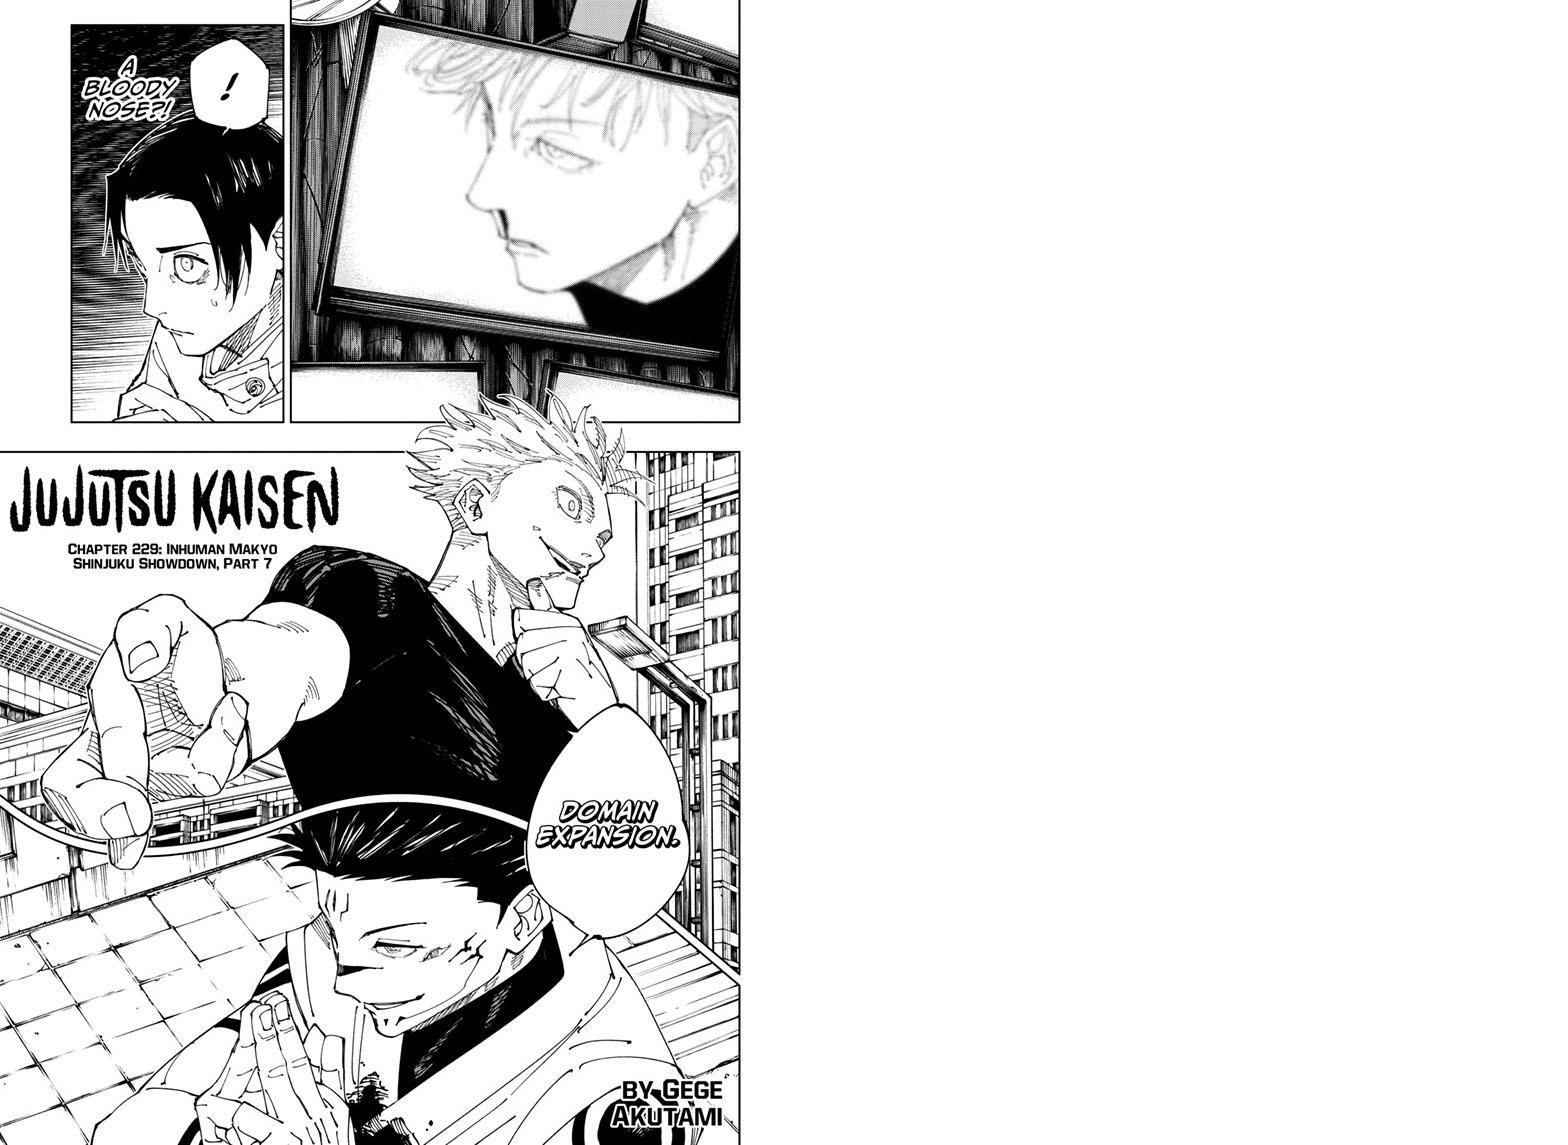 !
A
BLOODY
NOSE?!
JUJUTSU KAISEN
CHAPTER 229: INHUMAN MAKYO
SHINJUKU SHOWDOWN, PART 7
DOMAIN
EXPANSION.
BY GEGE
AKUTAMI